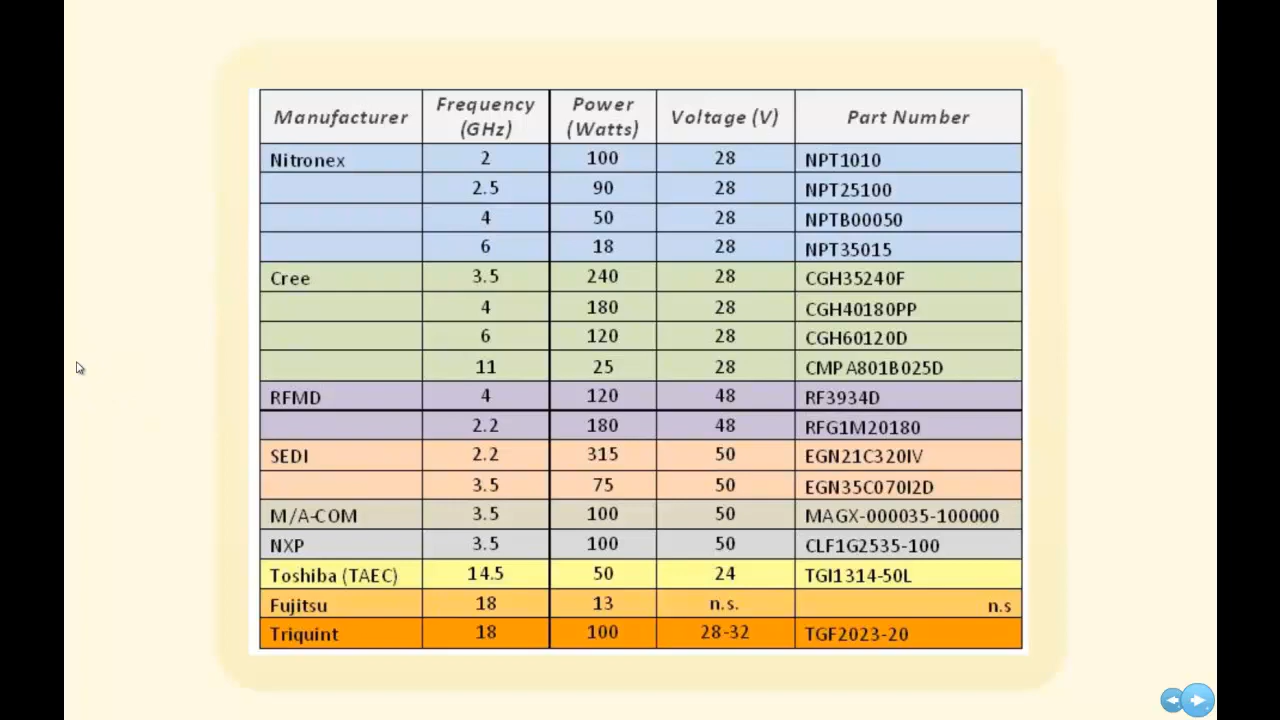 Manufacturer Frequency (GHz) Power (Watts) Voltage (V) Part Number
Nitronex 2 100 28 NPT1010
2.5 90 28 NPT25100
4 50 28 NPTB00050
6 18 28 NPT35015
Cree 3.5 240 28 CGH35240F
4 180 28 CGH40180PP
6 120 28 CGH60120D
11 25 28 CMPA801B025D
RFMD 4 120 48 RF3934D
2.2 180 48 RFG1M20180
SEDI 2.2 315 50 EGN21C320IV
3.5 75 50 EGN35C070I2D
M/A-COM 3.5 100 50 MAGX-000035-100000
NXP 3.5 100 50 CLF1G2535-100
Toshiba (TAEC) 14.5 50 24 TGI1314-50L
Fujitsu 18 13 n.s. n.s
Triquint 18 100 28-32 TGF2023-20